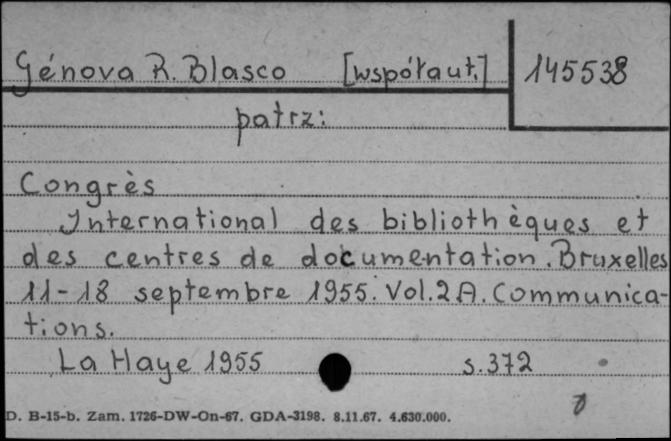 Génova R. Blasco [współaut.] 145538
patrz:
Congrès
International des bibliothèques et
des centres de documentation. Bruxelles
11-18 septembre 1955. Vol.2A. Communica-
tions.
La Haye 1955 s. 372
D. B-15-b. Zam. 1726-DW-On-67. GDA-3198. 8.11.67. 4.630.000.